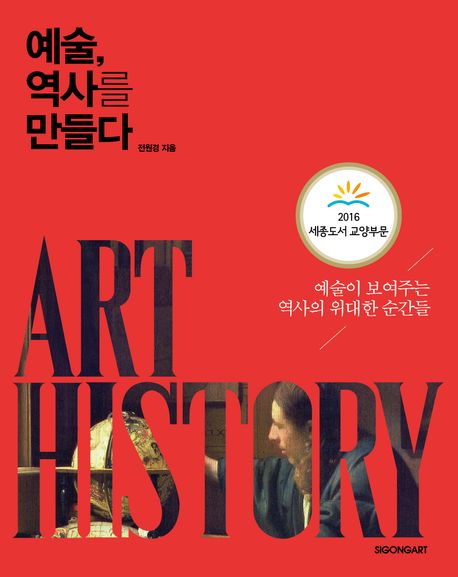 예술,
역사를
만들다
전원경 지음
2016
세종도서 교양부문
예술이 보여주는
역사의 위대한 순간들
ART
HISTORY
SIGONGART